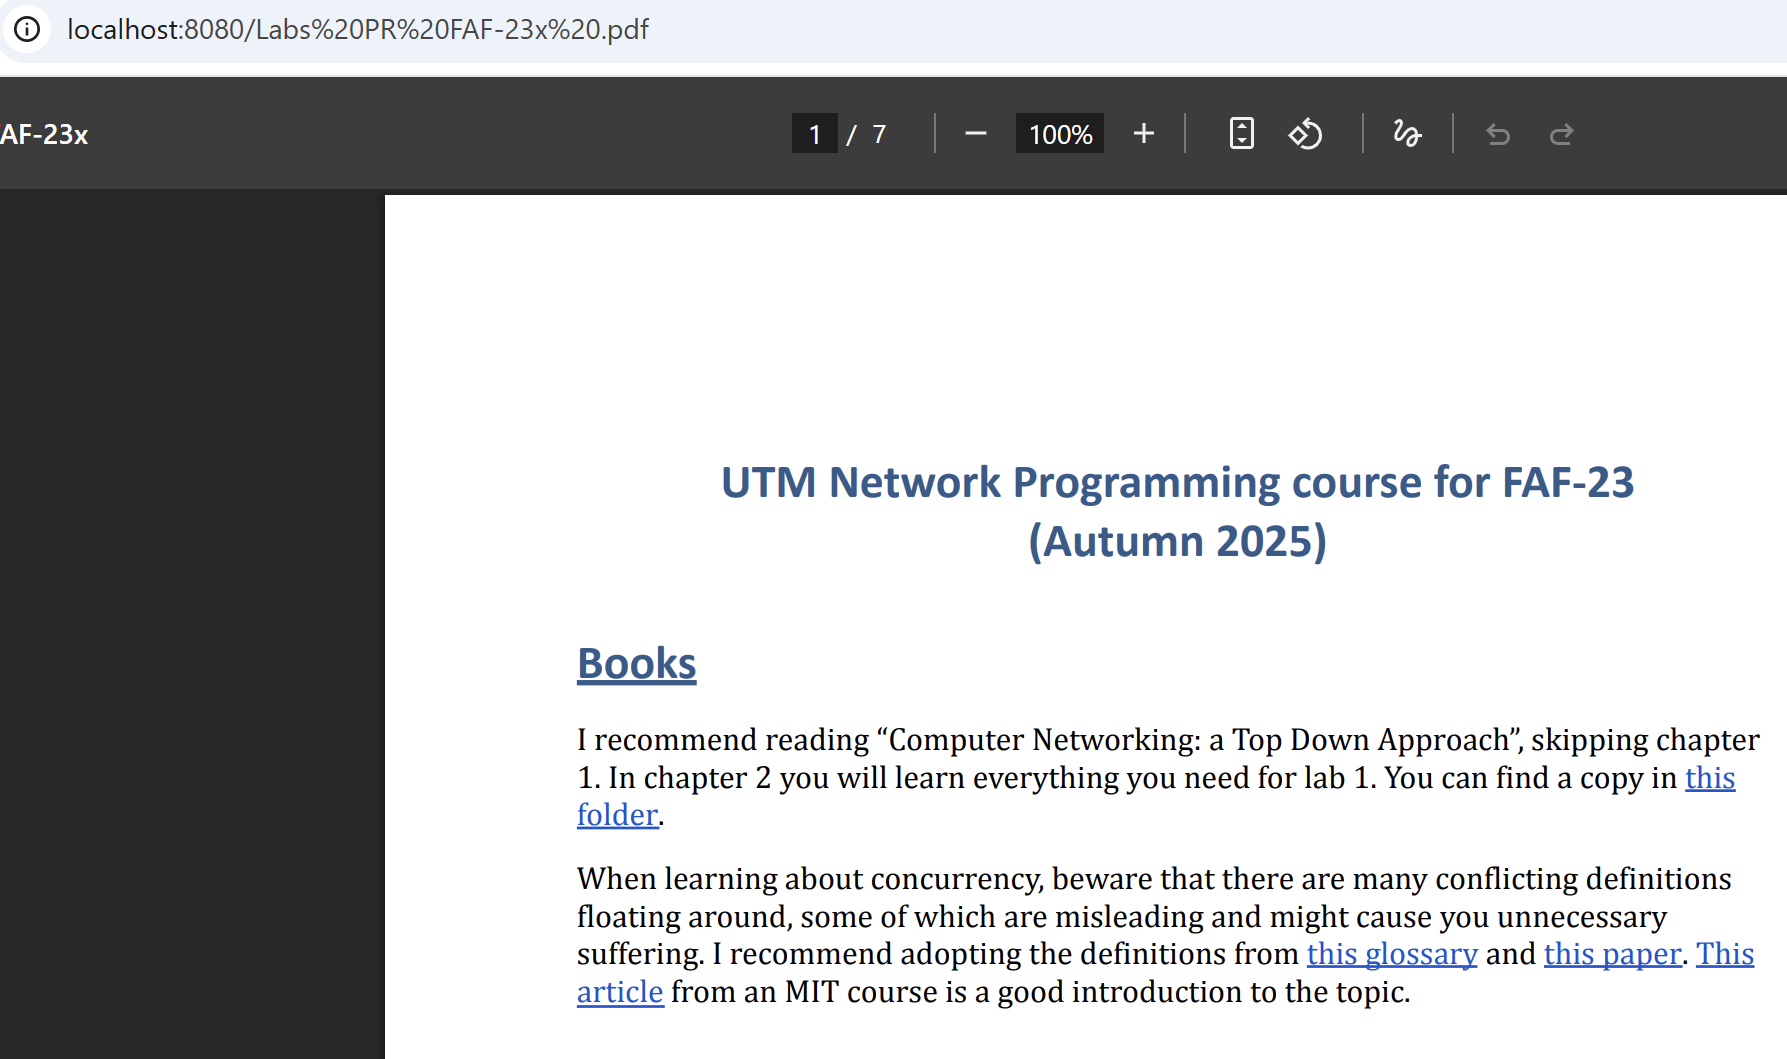 localhost:8080/Labs%20PR%20FAF-23x%20.pdf
AF-23x
1 / 7
100%
UTM Network Programming course for FAF-23
(Autumn 2025)
Books
I recommend reading “Computer Networking: a Top Down Approach”, skipping chapter
1. In chapter 2 you will learn everything you need for lab 1. You can find a copy in this
folder.
When learning about concurrency, beware that there are many conflicting definitions
floating around, some of which are misleading and might cause you unnecessary
suffering. I recommend adopting the definitions from this glossary and this paper. This
article from an MIT course is a good introduction to the topic.